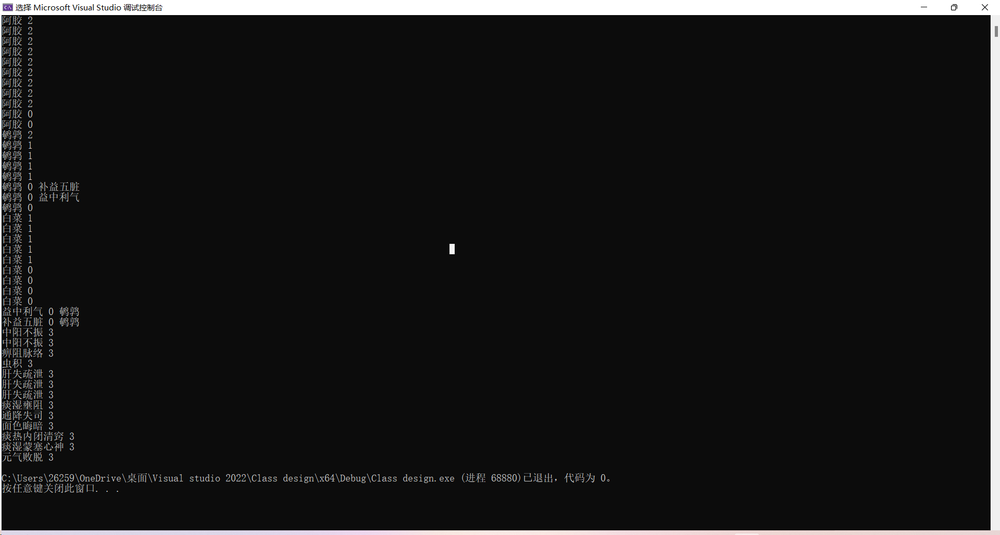 选择 Microsoft Visual Studio 调试控制台
阿胶 2
阿胶 2
阿胶 2
阿胶 2
阿胶 2
阿胶 2
阿胶 2
阿胶 2
阿胶 2
阿胶 0
阿胶 0
鹌鹑 2
鹌鹑 1
鹌鹑 1
鹌鹑 1
鹌鹑 1
鹌鹑 0 补益五脏
鹌鹑 0 益中利气
鹌鹑 0
白菜 1
白菜 1
白菜 1
白菜 1
白菜 1
白菜 0
白菜 0
白菜 0
白菜 0
益中利气 0 鹌鹑
补益五脏 0 鹌鹑
中阳不振 3
中阳不振 3
痹阻脉络 3
虫积 3
肝失疏泄 3
肝失疏泄 3
肝失疏泄 3
痰湿壅阻 3
通降失司 3
面色晦暗 3
痰热内闭清窍 3
痰湿蒙塞心神 3
元气败脱 3
C:\Users\26259\OneDrive\桌面\Visual studio 2022\Class design\x64\Debug\Class design.exe (进程 68880)已退出，代码为 0。
按任意键关闭此窗口. . .